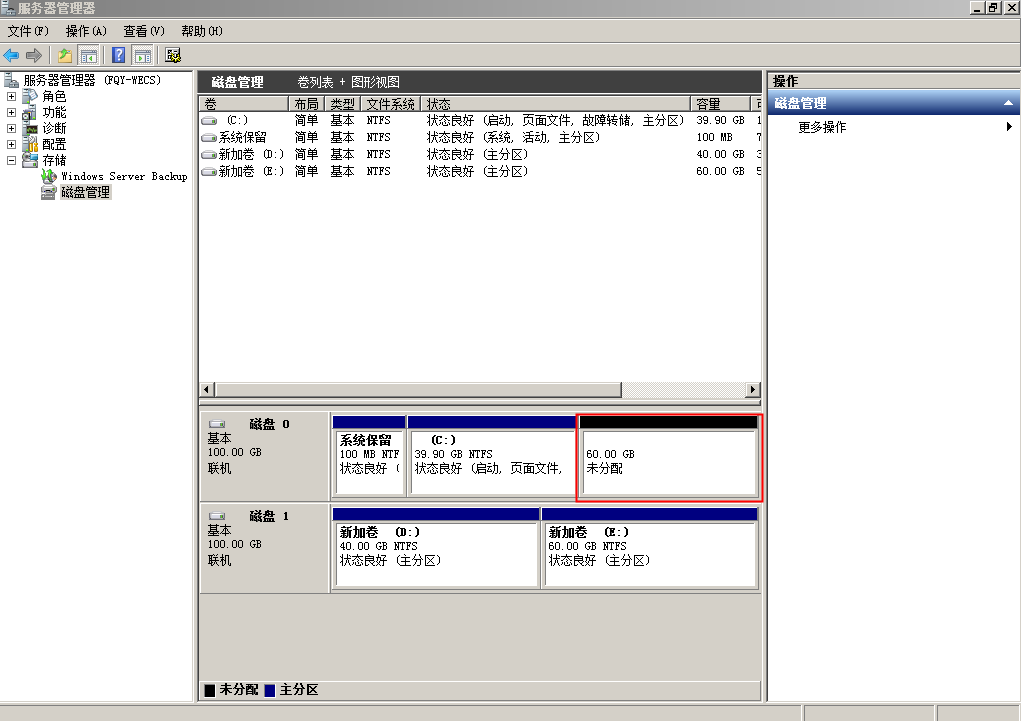 服务器管理器
文件(F) 操作(A) 查看(V) 帮助(H)
服务器管理器 (FQY-WECS)
角色
功能
诊断
配置
存储
Windows Server Backup
磁盘管理
磁盘管理 卷列表 + 图形视图
卷 布局 类型 文件系统 状态 容量
(C:) 简单 基本 NTFS 状态良好 (启动, 页面文件, 故障转储, 主分区) 39.90 GB 1
系统保留 简单 基本 NTFS 状态良好 (系统, 活动, 主分区) 100 MB 7
新加卷 (D:) 简单 基本 NTFS 状态良好 (主分区) 40.00 GB 3
新加卷 (E:) 简单 基本 NTFS 状态良好 (主分区) 60.00 GB 5
磁盘 0
基本
100.00 GB
联机
系统保留
100 MB NTF
状态良好 (
(C:)
39.90 GB NTFS
状态良好 (启动, 页面文件,
60.00 GB
未分配
磁盘 1
基本
100.00 GB
联机
新加卷 (D:)
40.00 GB NTFS
状态良好 (主分区)
新加卷 (E:)
60.00 GB NTFS
状态良好 (主分区)
未分配 主分区
操作
磁盘管理
更多操作